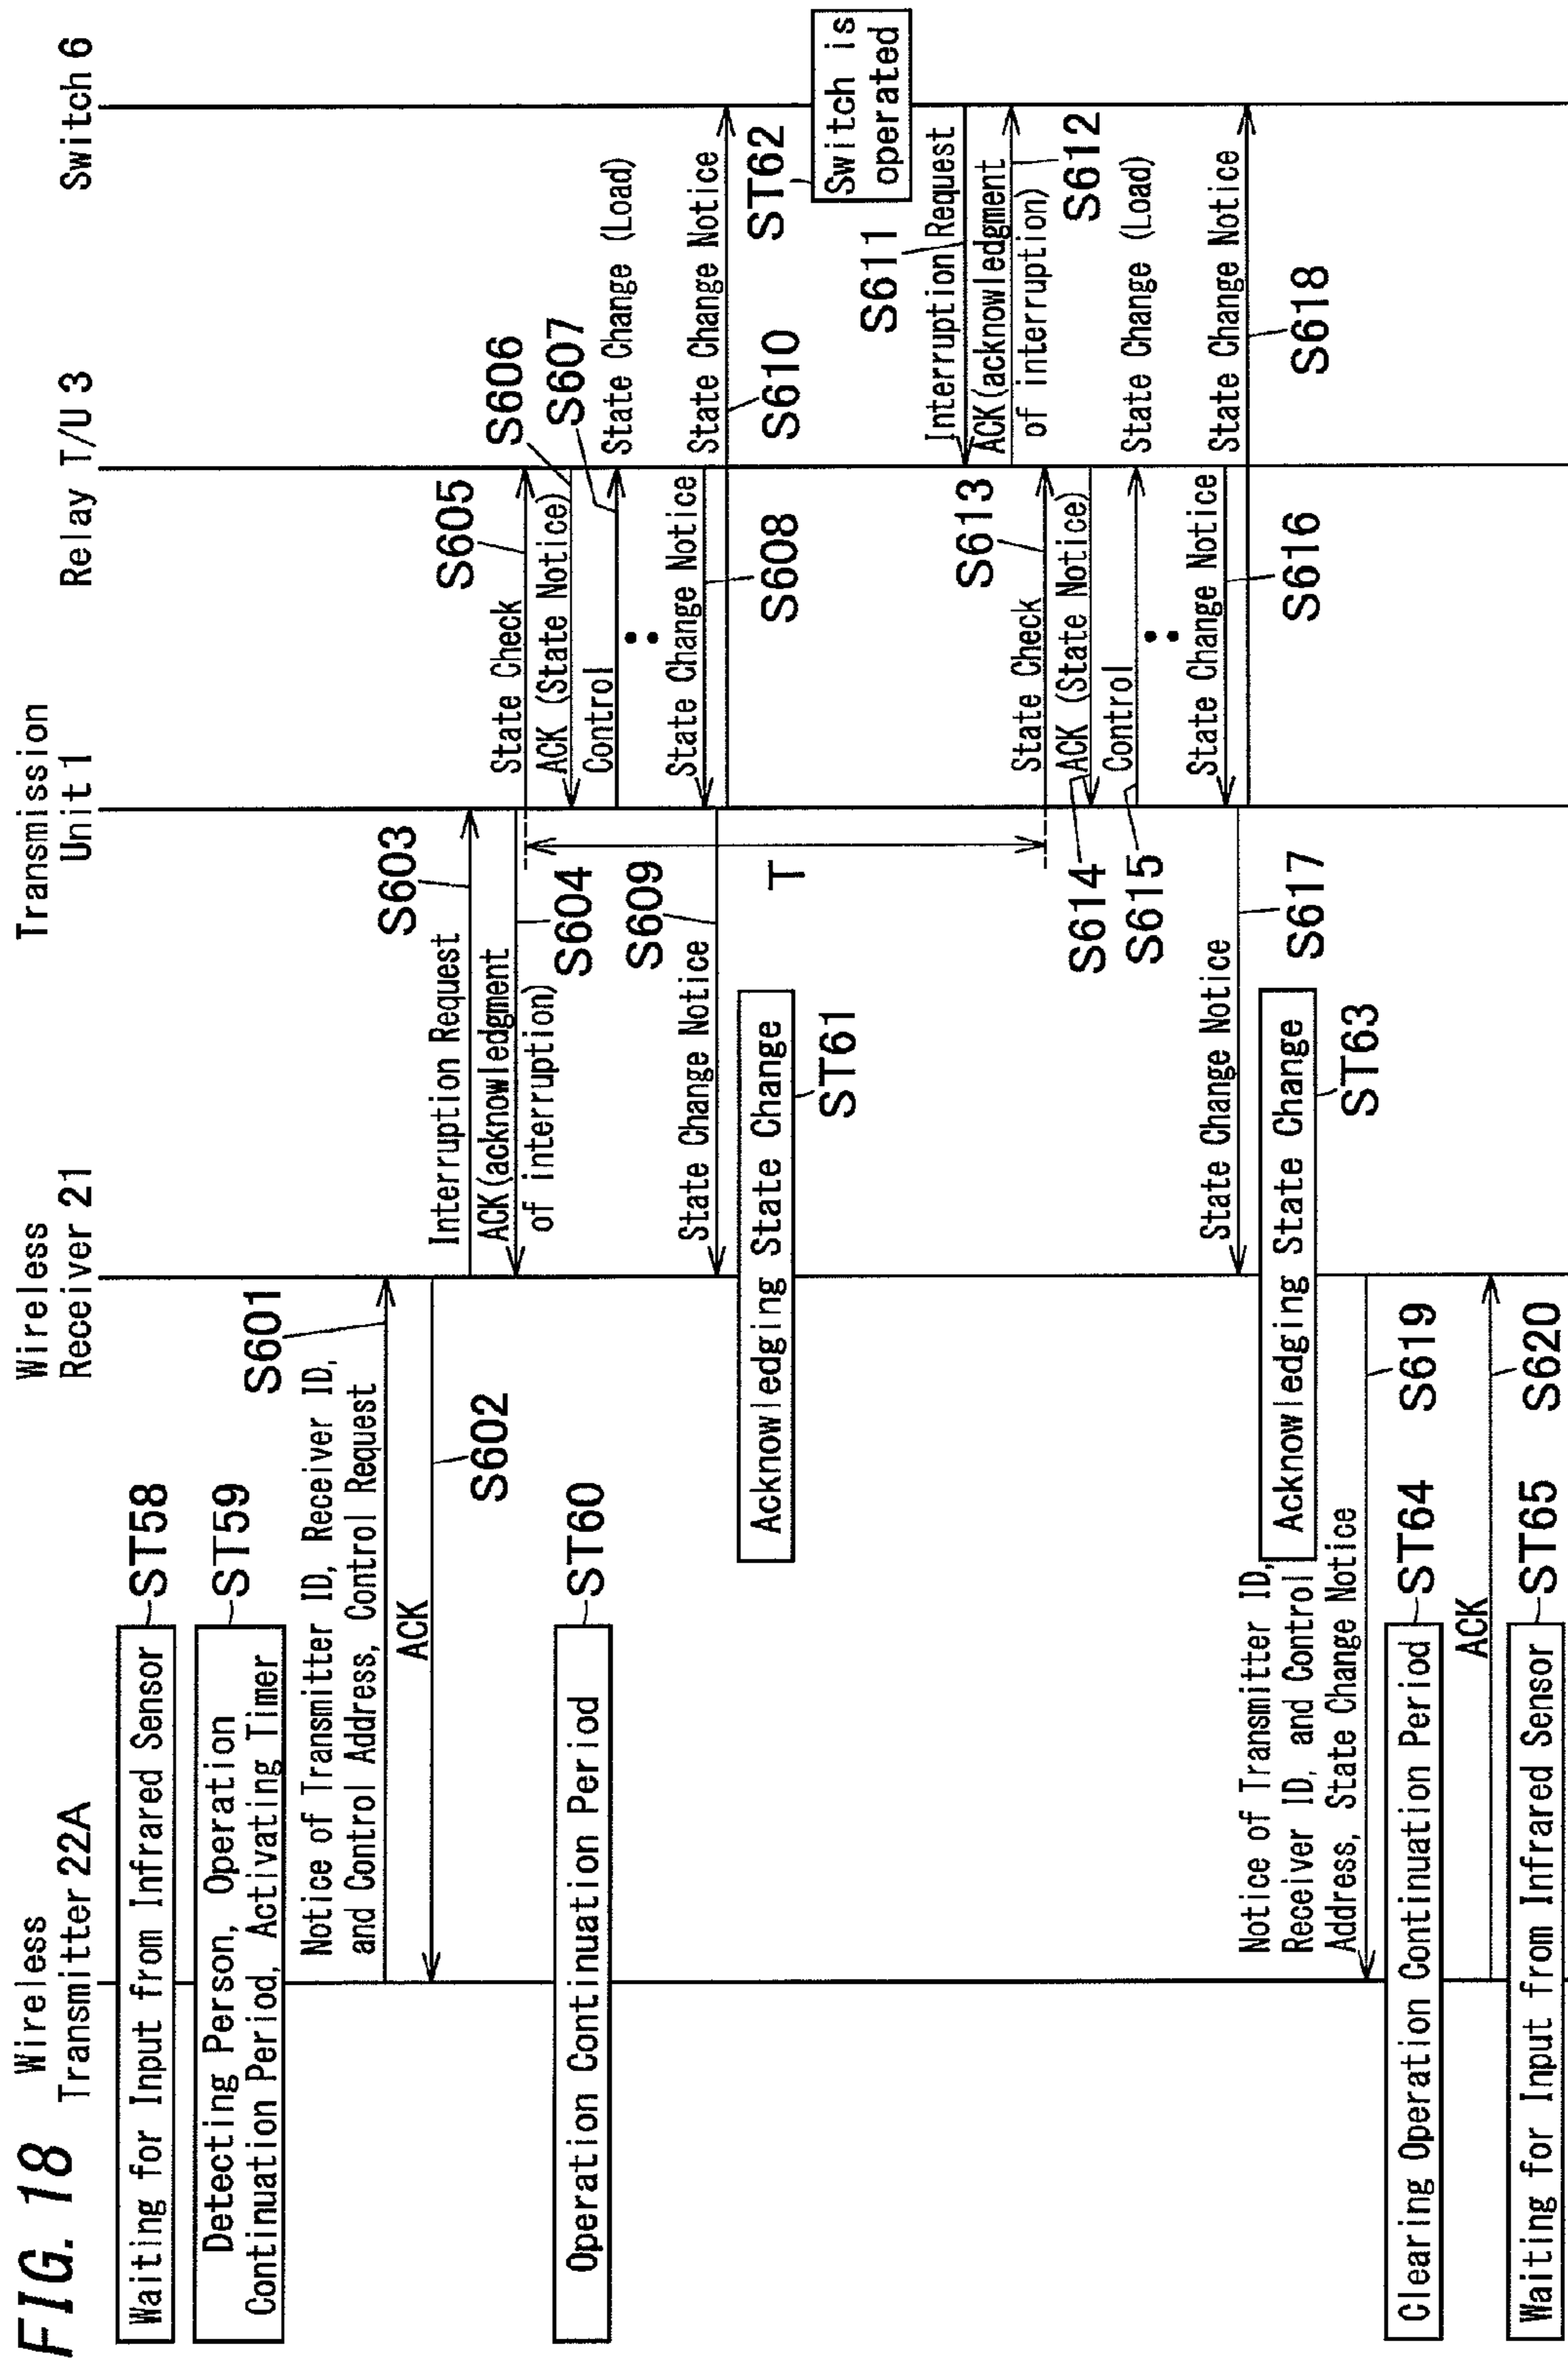 FIG. 18
Wireless
Transmitter 22A
Wireless
Receiver 21
Transmission
Unit 1
Relay T/U 3
Switch 6
Waiting for Input from Infrared Sensor
ST58
Detecting Person, Operation
Continuation Period, Activating Timer
ST59
Notice of Transmitter ID, Receiver ID,
and Control Address, Control Request
S601
ACK
S602
Interruption Request
S603
ACK(acknowledgment
of interruption)
S604
State Check
S605
ACK (State Notice)
S606
Control
S607
State Change (Load)
Operation Continuation Period
ST60
State Change Notice
S608
State Change Notice
S609
State Change Notice
S610
Acknowledging State Change
ST61
T
ST62
Switch is
operated
Interruption Request
S611
ACK(acknowledgment
of interruption)
S612
State Check
S613
ACK (State Notice)
S614
Control
S615
State Change (Load)
State Change Notice
S616
State Change Notice
S617
State Change Notice
S618
Acknowledging State Change
ST63
Notice of Transmitter ID,
Receiver ID, and Control
Address, State Change Notice
S619
Clearing Operation Continuation Period
ST64
ACK
S620
Waiting for Input from Infrared Sensor
ST65